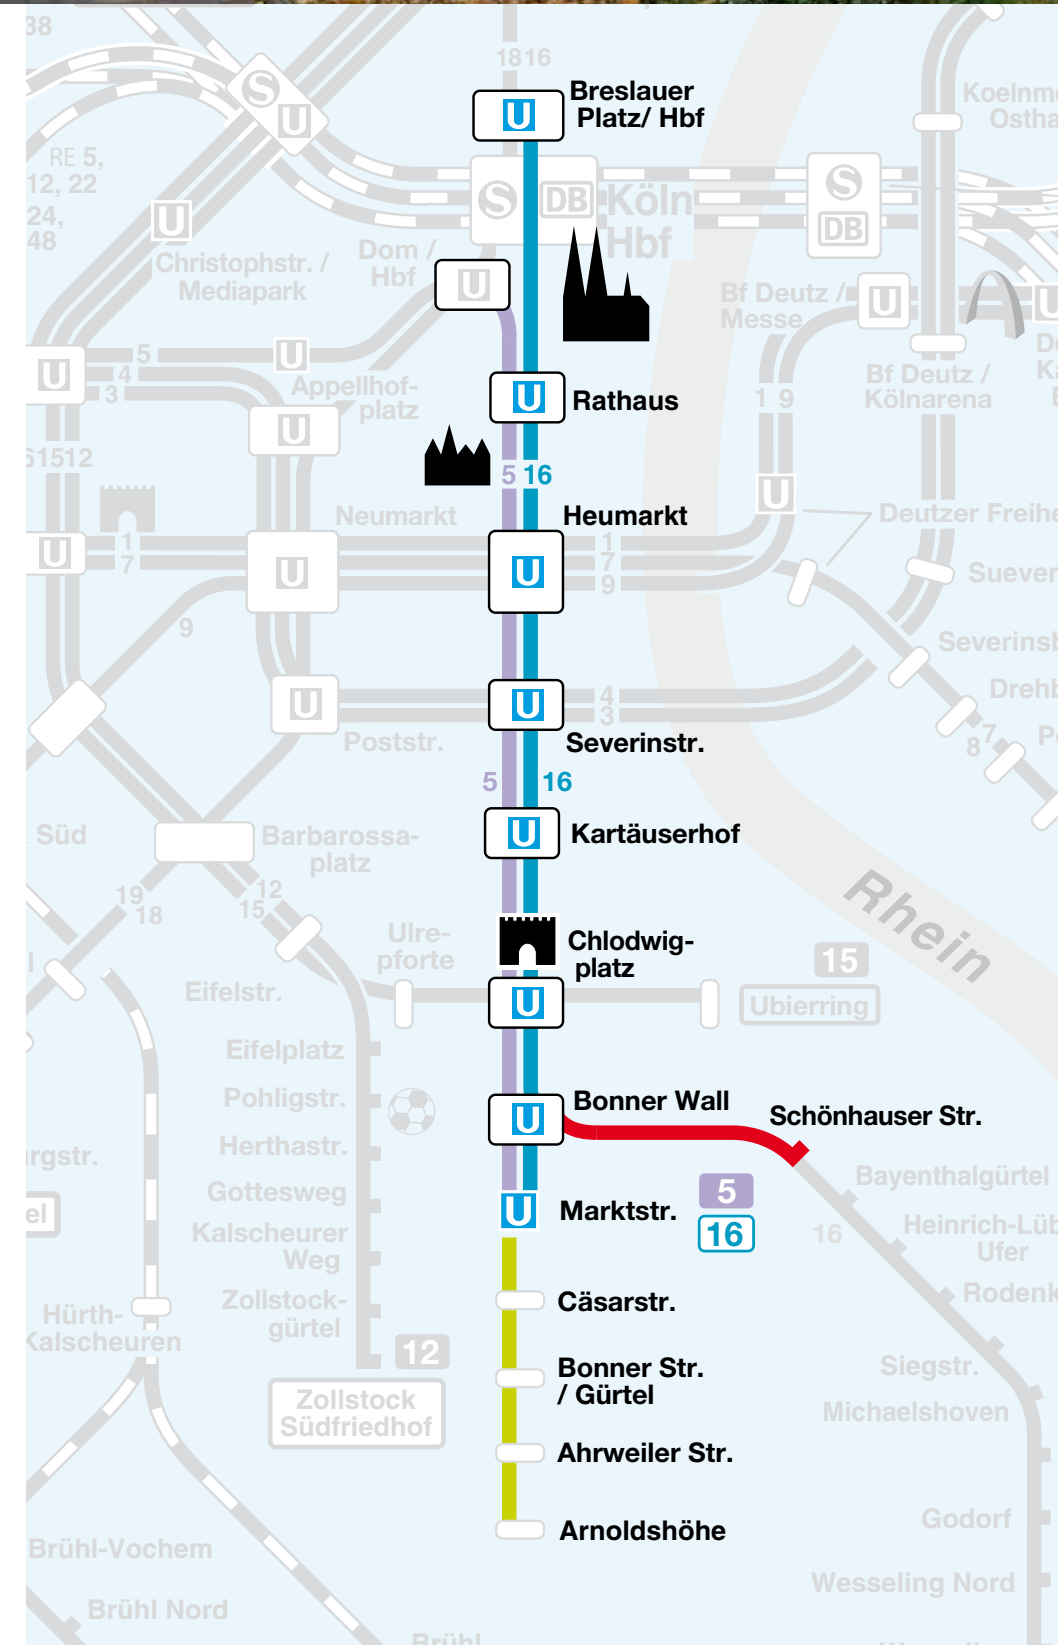 38
1816
Breslauer
Platz/ Hbf
U
S
U
RE 5,
12, 22
24,
48
S
DB
Köln
Hbf
S
DB
U
Christophstr. /
Mediapark
Dom /
Hbf
U
Bf Deutz /
Messe
U
U
Bf Deutz /
Kölnarena
U
5
4
3
U
Appellhof-
platz
U
U
Rathaus
1 9
5 16
U
Neumarkt
Heumarkt
U
1
7
U
U
1
7
9
9
U
U
4
3
Poststr.
Severinstr.
8
7
5
16
U
Kartäuserhof
Süd
Barbarossa-
platz
19
18
12
15
Rhein
Ulre-
pforte
Chlodwig-
platz
15
Eifelstr.
U
Ubierring
Eifelplatz
Pohligstr.
U
Bonner Wall
Schönhauser Str.
Herthastr.
Bayenthalgürtel
Gottesweg
U
Marktstr.
5
16
16
Kalscheurer
Weg
Heinrich-Lüb
Ufer
Zollstock-
gürtel
Cäsarstr.
Hürth-
Kalscheuren
12
Bonner Str.
/ Gürtel
Siegstr.
Zollstock
Südfriedhof
Michaelshoven
Ahrweiler Str.
Godorf
Arnoldshöhe
Brühl-Vochem
Wesseling Nord
Brühl Nord
Brühl